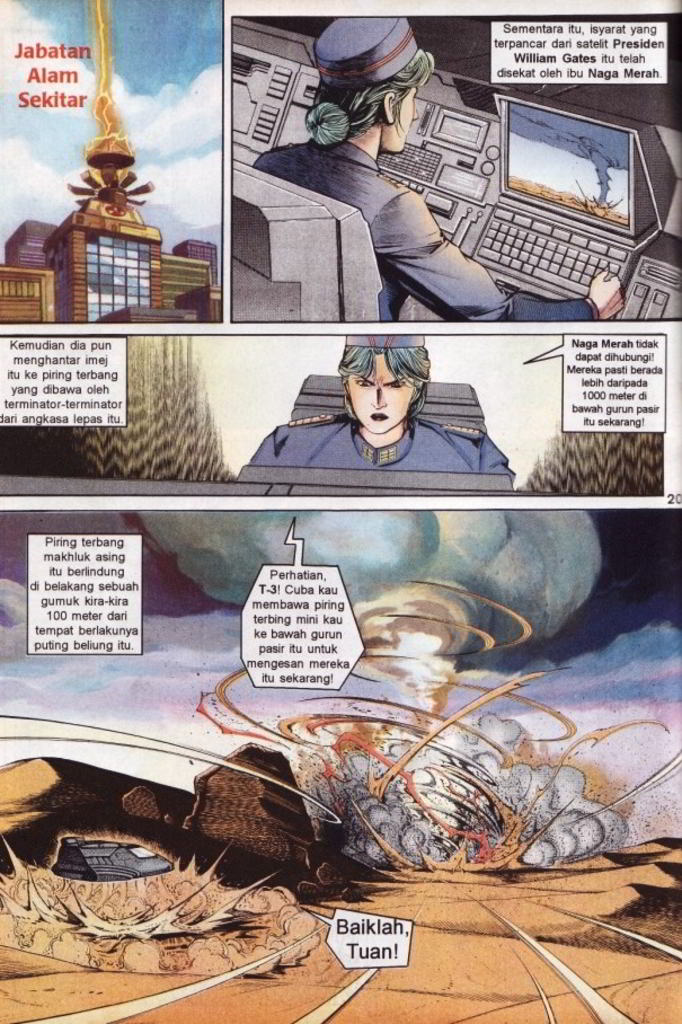 Jabatan
Alam
Sekitar
Sementara itu, isyarat yang
terpancar dari satelit Presiden
William Gates itu telah
disekat oleh ibu Naga Merah.
Kemudian dia pun
menghantar imej
itu ke piring terbang
yang dibawa oleh
terminator-terminator
dari angkasa lepas itu.
Naga Merah tidak
dapat dihubungi!
Mereka pasti berada
lebih daripada
1000 meter di
bawah gurun pasir
itu sekarang!
20
Piring terbang
makhluk asing
itu berlindung
di belakang sebuah
gumuk kira-kira
100 meter dari
tempat berlakunya
puting beliung itu.
Perhatian,
T-3! Cuba kau
membawa piring
terbing mini kau
ke bawah gurun
pasir itu untuk
mengesan mereka
itu sekarang!
Baiklah,
Tuan!